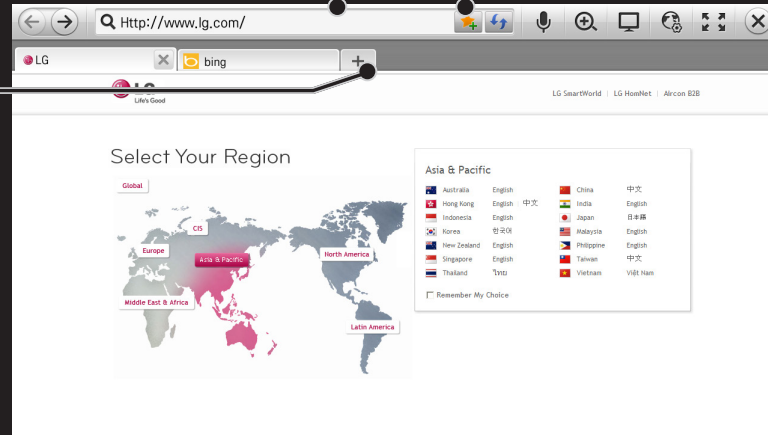 Http://www.lg.com/
LG
bing
LG
Life's Good
LG SmartWorld | LG HomNet | Aircon B2B
Select Your Region
Global
CIS
Europe
Asia & Pacific
North America
Middle East & Africa
Latin America
Asia & Pacific
Australia English China 中文
Hong Kong English 中文 India English
Indonesia English Japan 日本語
Korea 한국어 Malaysia English
New Zealand English Philippine English
Singapore English Taiwan 中文
Thailand ไทย Vietnam Việt Nam
Remember My Choice